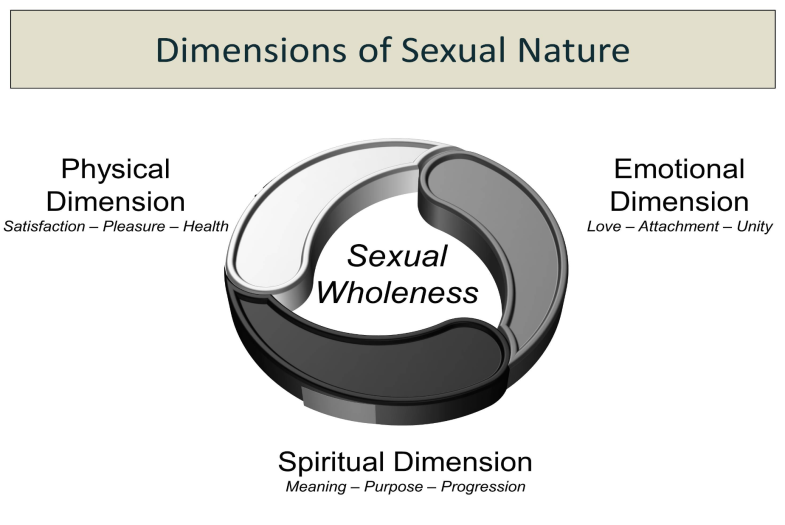 Dimensions of Sexual Nature
Physical
Dimension
Satisfaction – Pleasure – Health
Emotional
Dimension
Love – Attachment – Unity
Sexual
Wholeness
Spiritual Dimension
Meaning – Purpose – Progression